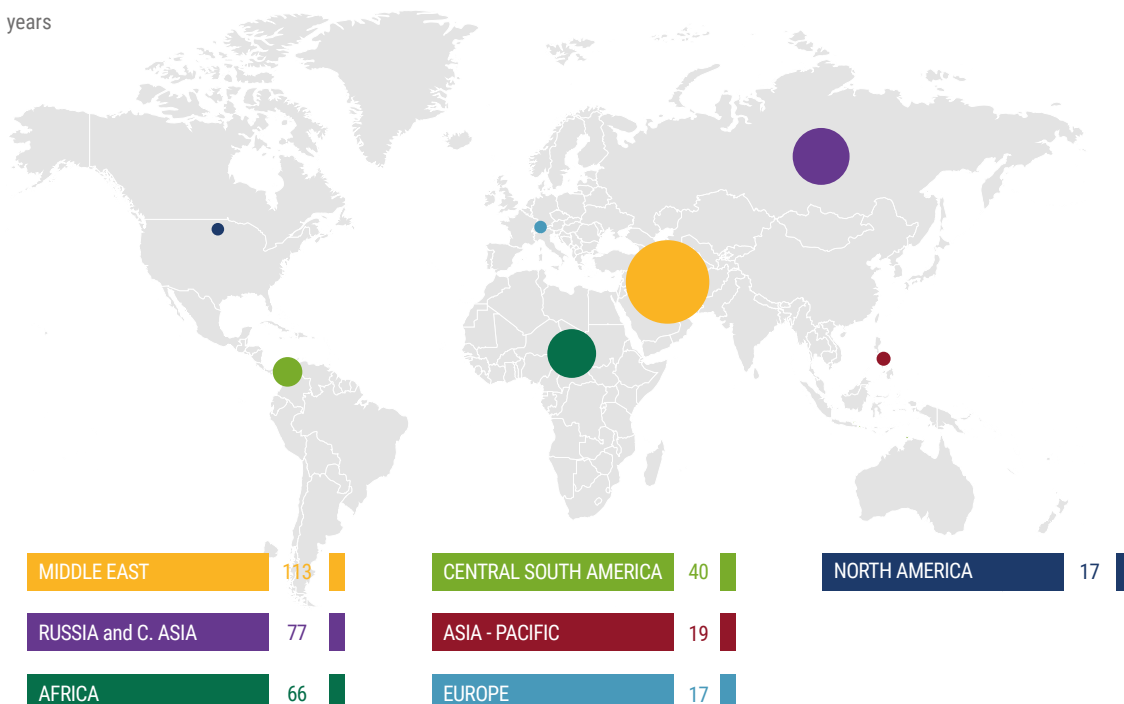 years
MIDDLE EAST 113
CENTRAL SOUTH AMERICA 40
NORTH AMERICA 17
RUSSIA and C. ASIA 77
ASIA - PACIFIC 19
AFRICA 66
EUROPE 17